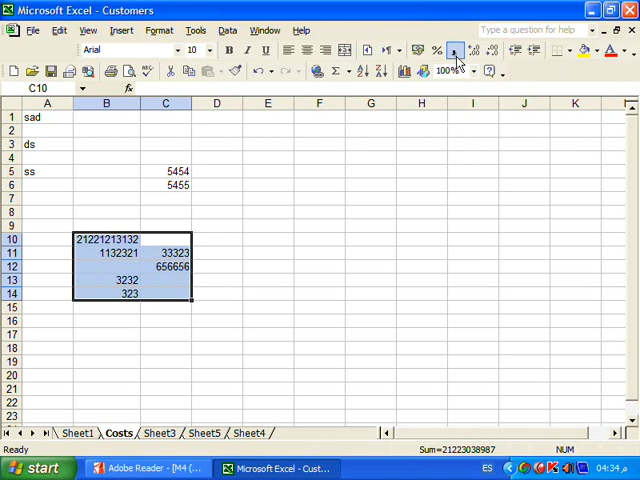 Microsoft Excel - Customers
File Edit View Insert Format Tools Data Window Help
Type a question for help
Arial 10 B I U % , .0 .00
Σ 100% ?
C10 fx
A B C D E F G H I J K
1 sad
2
3 ds
4
5 ss 5454
6 5455
7
8
9
10 21221213132
11 1132321 33323
12 656656
13 3232
14 323
15
16
17
18
19
20
21
22
23
Sheet1 Costs Sheet3 Sheet5 Sheet4
Ready Sum=21223038987 NUM
start Adobe Reader - [M4 (... Microsoft Excel - Cust... ES 04:34 م